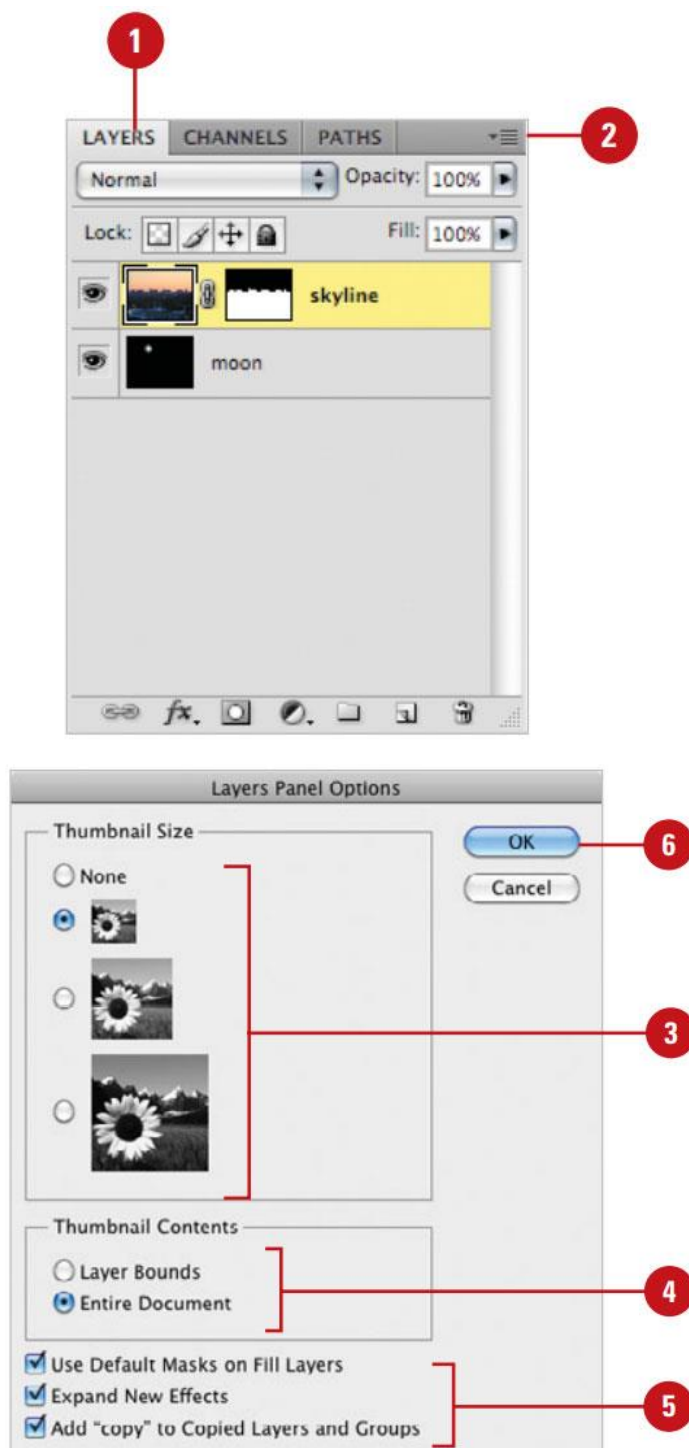 1
LAYERS CHANNELS PATHS
2
Normal Opacity: 100%
Lock: Fill: 100%
skyline
moon
fx.
Layers Panel Options
Thumbnail Size
OK
6
None
Cancel
3
Thumbnail Contents
Layer Bounds
4
Entire Document
Use Default Masks on Fill Layers
Expand New Effects
5
Add “copy” to Copied Layers and Groups